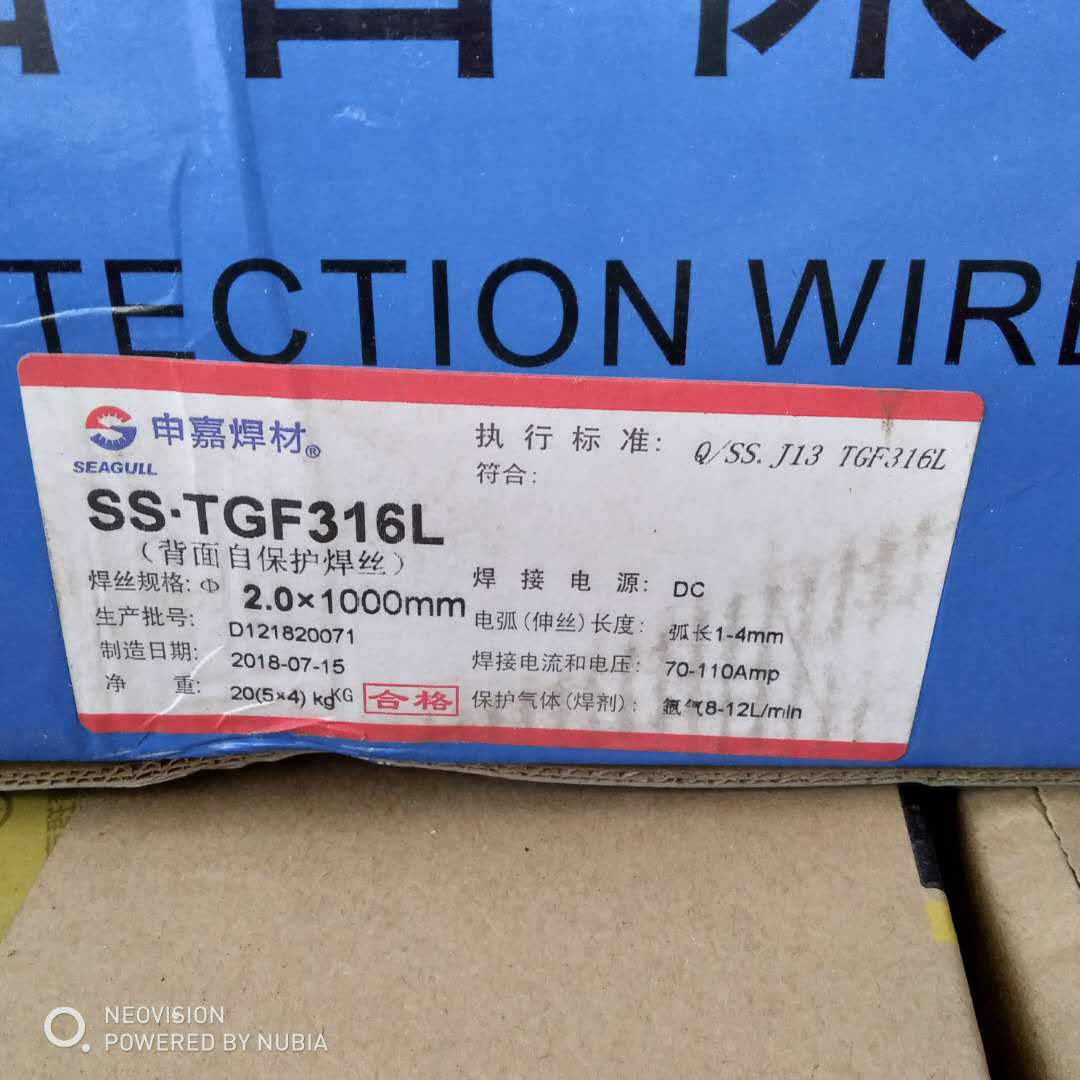 TECTION WIR
申嘉焊材®
SEAGULL
SS·TGF316L
(背面自保护焊丝)
焊丝规格: Φ 2.0×1000mm
生产批号: D121820071
制造日期: 2018-07-15
净 重: 20(5×4) kgKG
合格
执行标准: Q/SS.J13 TGF316L
符合:
焊接电源: DC
电弧(伸丝)长度: 弧长1-4mm
焊接电流和电压: 70-110Amp
保护气体(焊剂): 氩气8-12L/min
NEOVISION
POWERED BY NUBIA